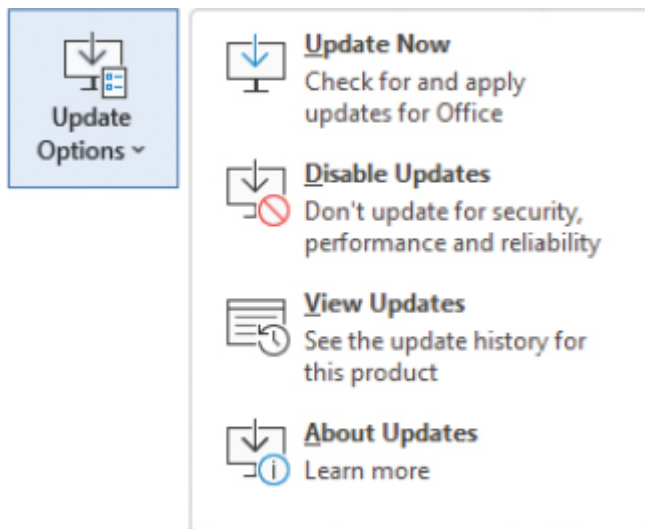 Update
Options
Update Now
Check for and apply
updates for Office
Disable Updates
Don't update for security,
performance and reliability
View Updates
See the update history for
this product
About Updates
Learn more